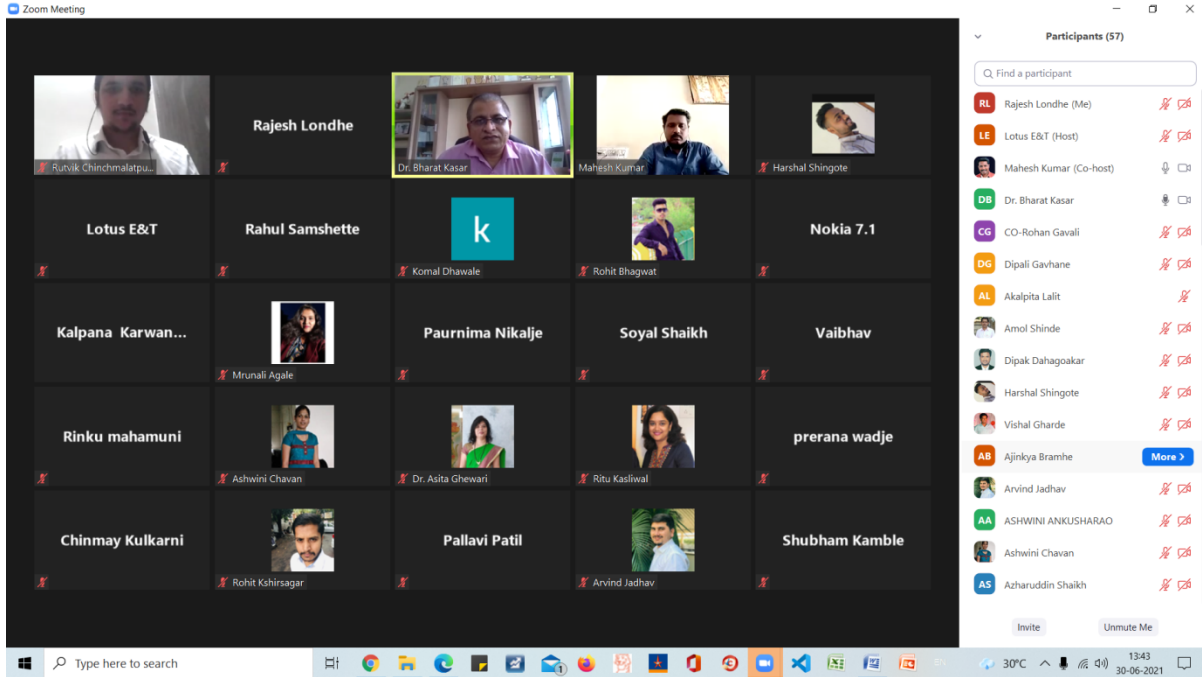 Zoom Meeting
Participants (57)
Find a participant
Rutvik Chinchmalatpu...
Rajesh Londhe
Dr. Bharat Kasar
Mahesh Kumar
Harshal Shingote
Lotus E&T
Rahul Samshette
k
Komal Dhawale
Rohit Bhagwat
Nokia 7.1
Kalpana Karwan...
Mrunali Agale
Paurnima Nikalje
Soyal Shaikh
Vaibhav
Rinku mahamuni
Ashwini Chavan
Dr. Asita Ghewari
Ritu Kasliwal
prerana wadje
Chinmay Kulkarni
Rohit Kshirsagar
Pallavi Patil
Arvind Jadhav
Shubham Kamble
RL Rajesh Londhe (Me)
LE Lotus E&T (Host)
Mahesh Kumar (Co-host)
DB Dr. Bharat Kasar
CG CO-Rohan Gavali
DG Dipali Gavhane
AL Akalpita Lalit
Amol Shinde
Dipak Dahagoakar
Harshal Shingote
Vishal Gharde
AB Ajinkya Bramhe More >
Arvind Jadhav
AA ASHWINI ANKUSHARAO
Ashwini Chavan
AS Azharuddin Shaikh
Invite Unmute Me
Type here to search
1
EN
30°C
13:43
30-06-2021